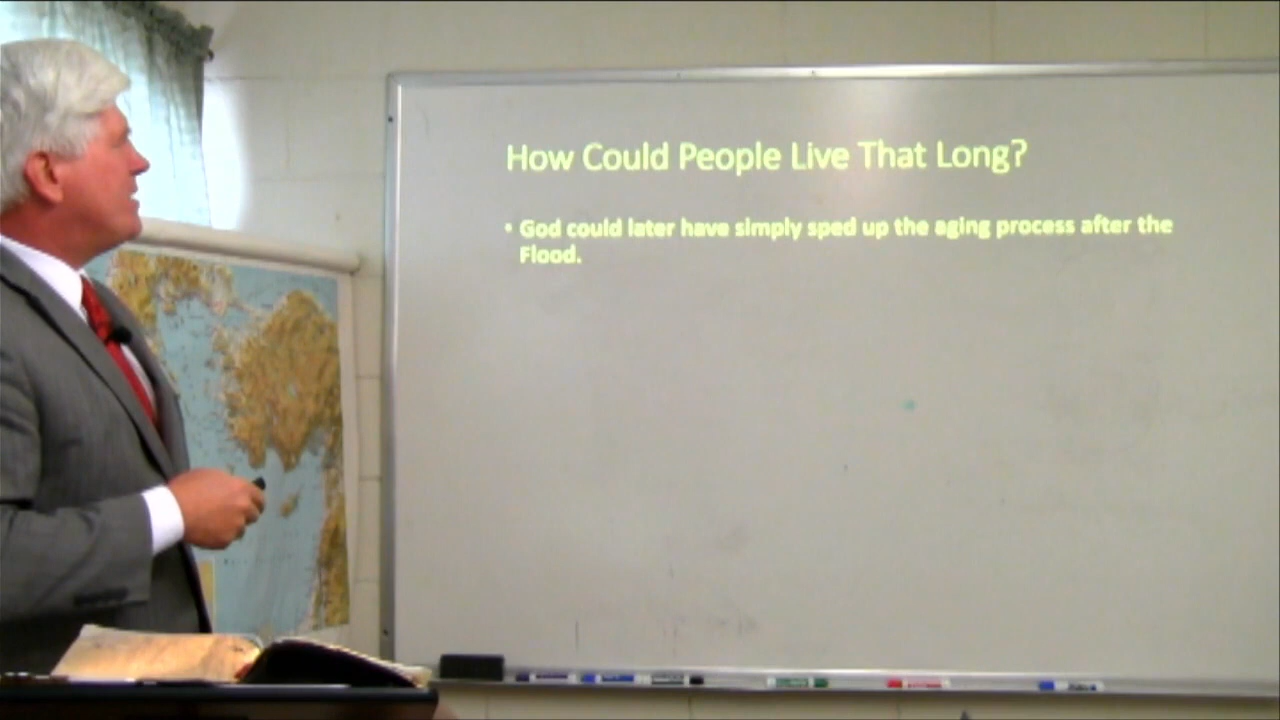 How Could People Live That Long?
• God could later have simply sped up the aging process after the
Flood.